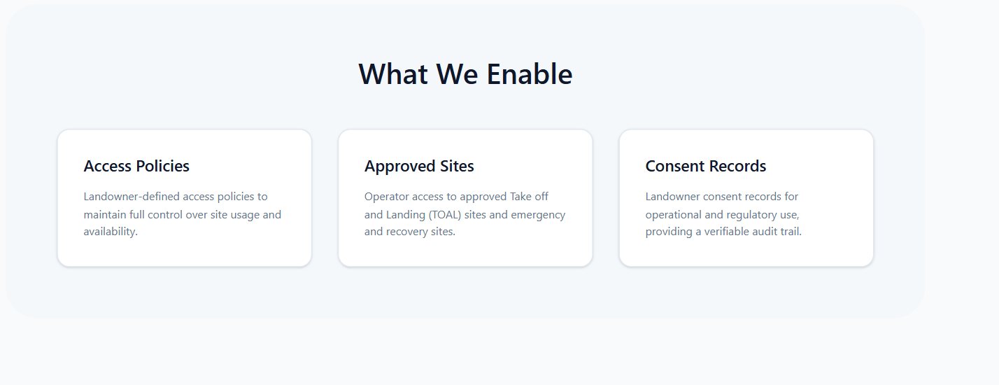 What We Enable
Access Policies
Landowner-defined access policies to
maintain full control over site usage and
availability.
Approved Sites
Operator access to approved Take off
and Landing (TOAL) sites and emergency
and recovery sites.
Consent Records
Landowner consent records for
operational and regulatory use,
providing a verifiable audit trail.